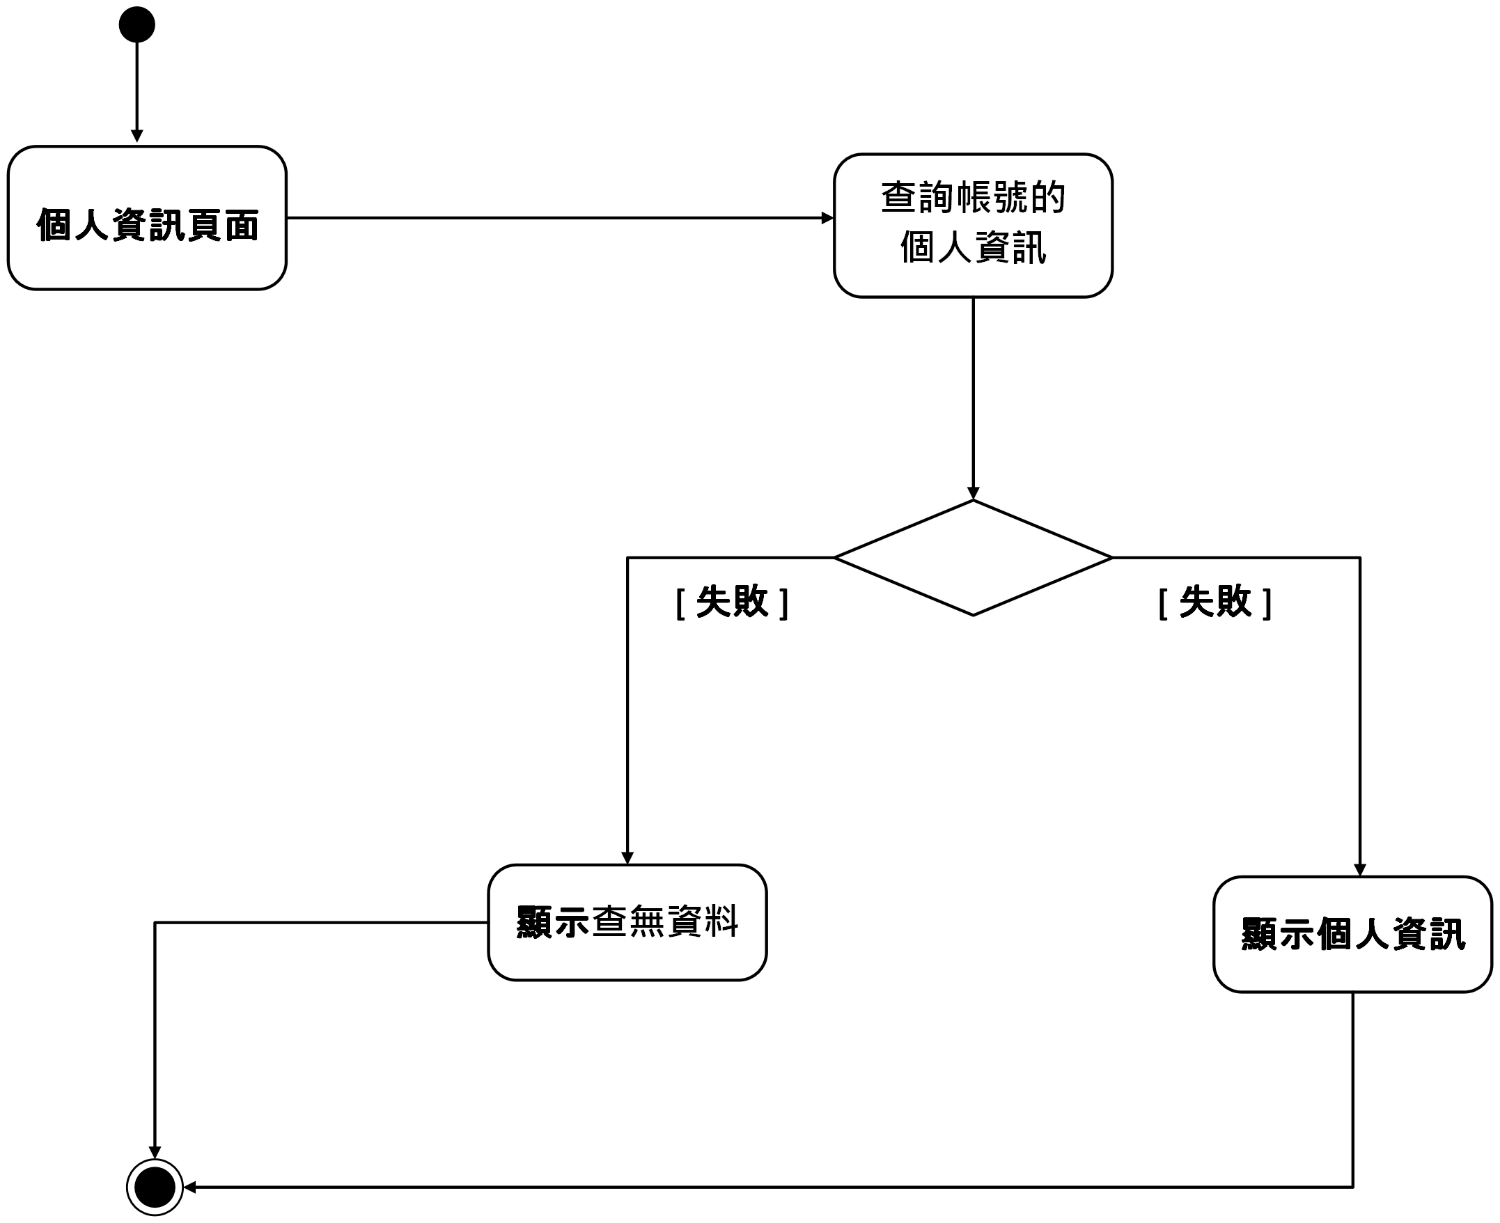 個人資訊頁面
查詢帳號的
個人資訊
[ 失敗 ]
[ 失敗 ]
顯示查無資料
顯示個人資訊